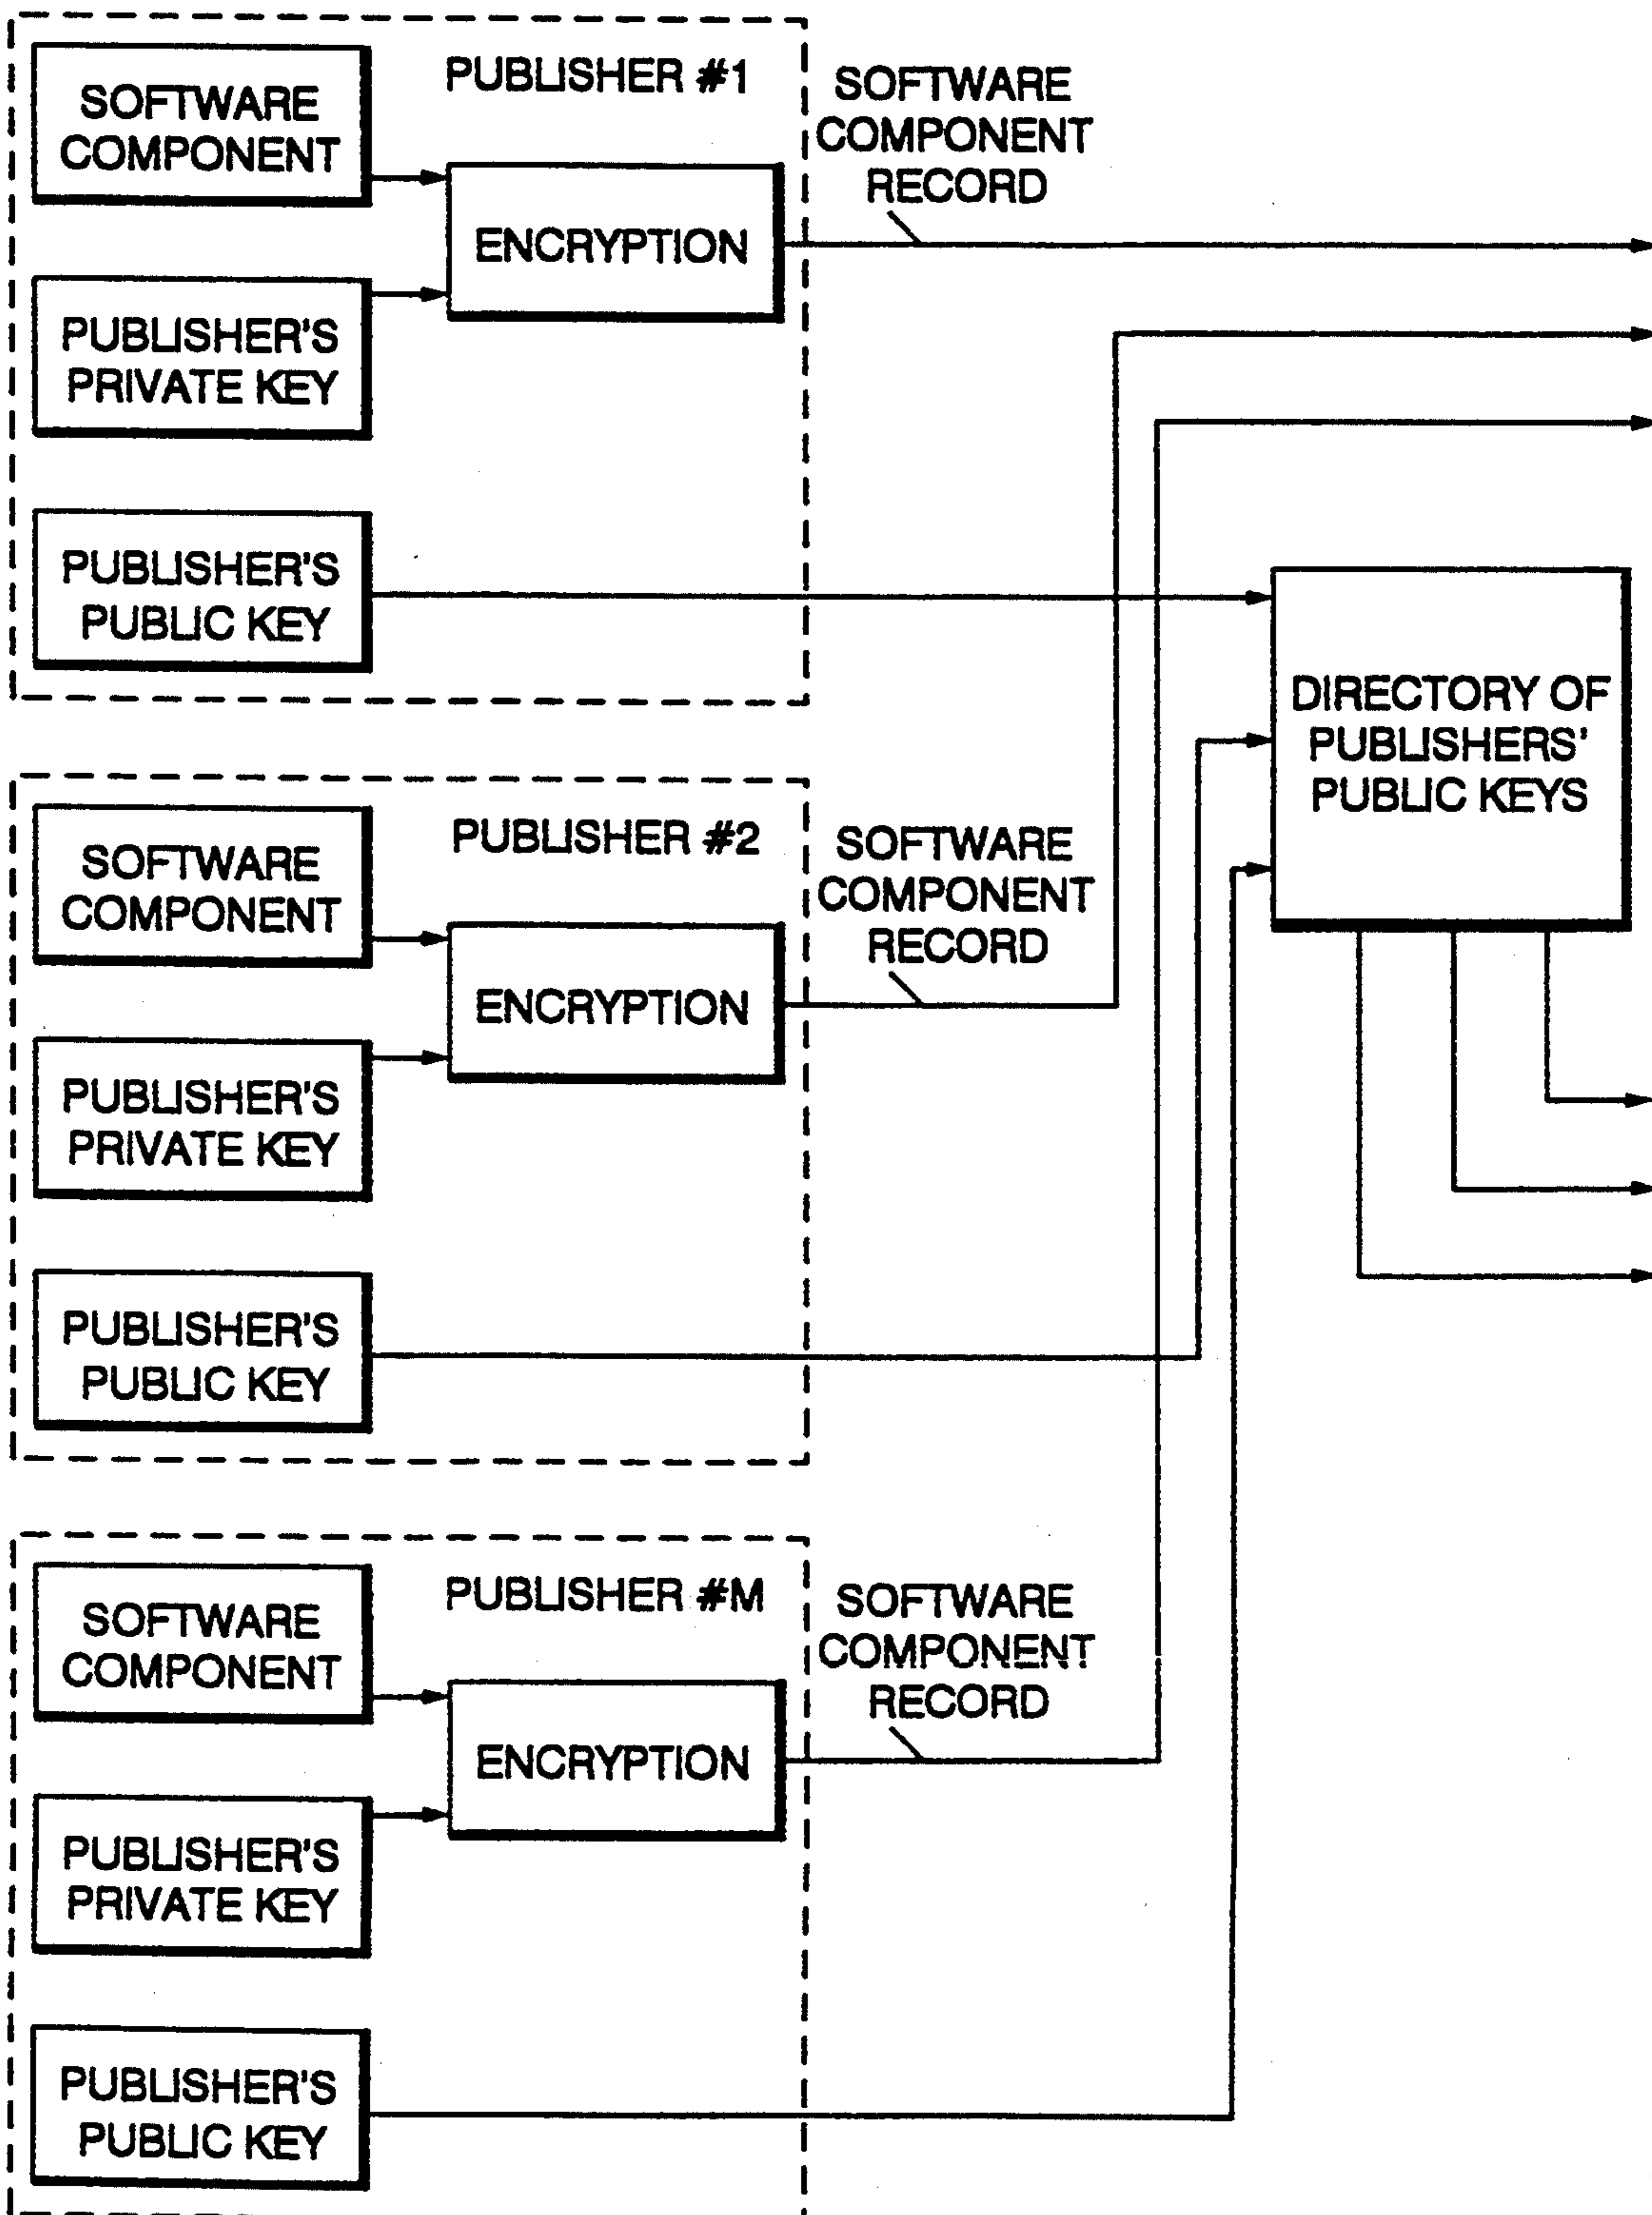 PUBLISHER #1
SOFTWARE
COMPONENT
ENCRYPTION
PUBLISHER'S
PRIVATE KEY
PUBLISHER'S
PUBLIC KEY
SOFTWARE
COMPONENT
RECORD
DIRECTORY OF
PUBLISHERS'
PUBLIC KEYS
PUBLISHER #2
SOFTWARE
COMPONENT
ENCRYPTION
PUBLISHER'S
PRIVATE KEY
PUBLISHER'S
PUBLIC KEY
SOFTWARE
COMPONENT
RECORD
PUBLISHER #M
SOFTWARE
COMPONENT
ENCRYPTION
PUBLISHER'S
PRIVATE KEY
PUBLISHER'S
PUBLIC KEY
SOFTWARE
COMPONENT
RECORD